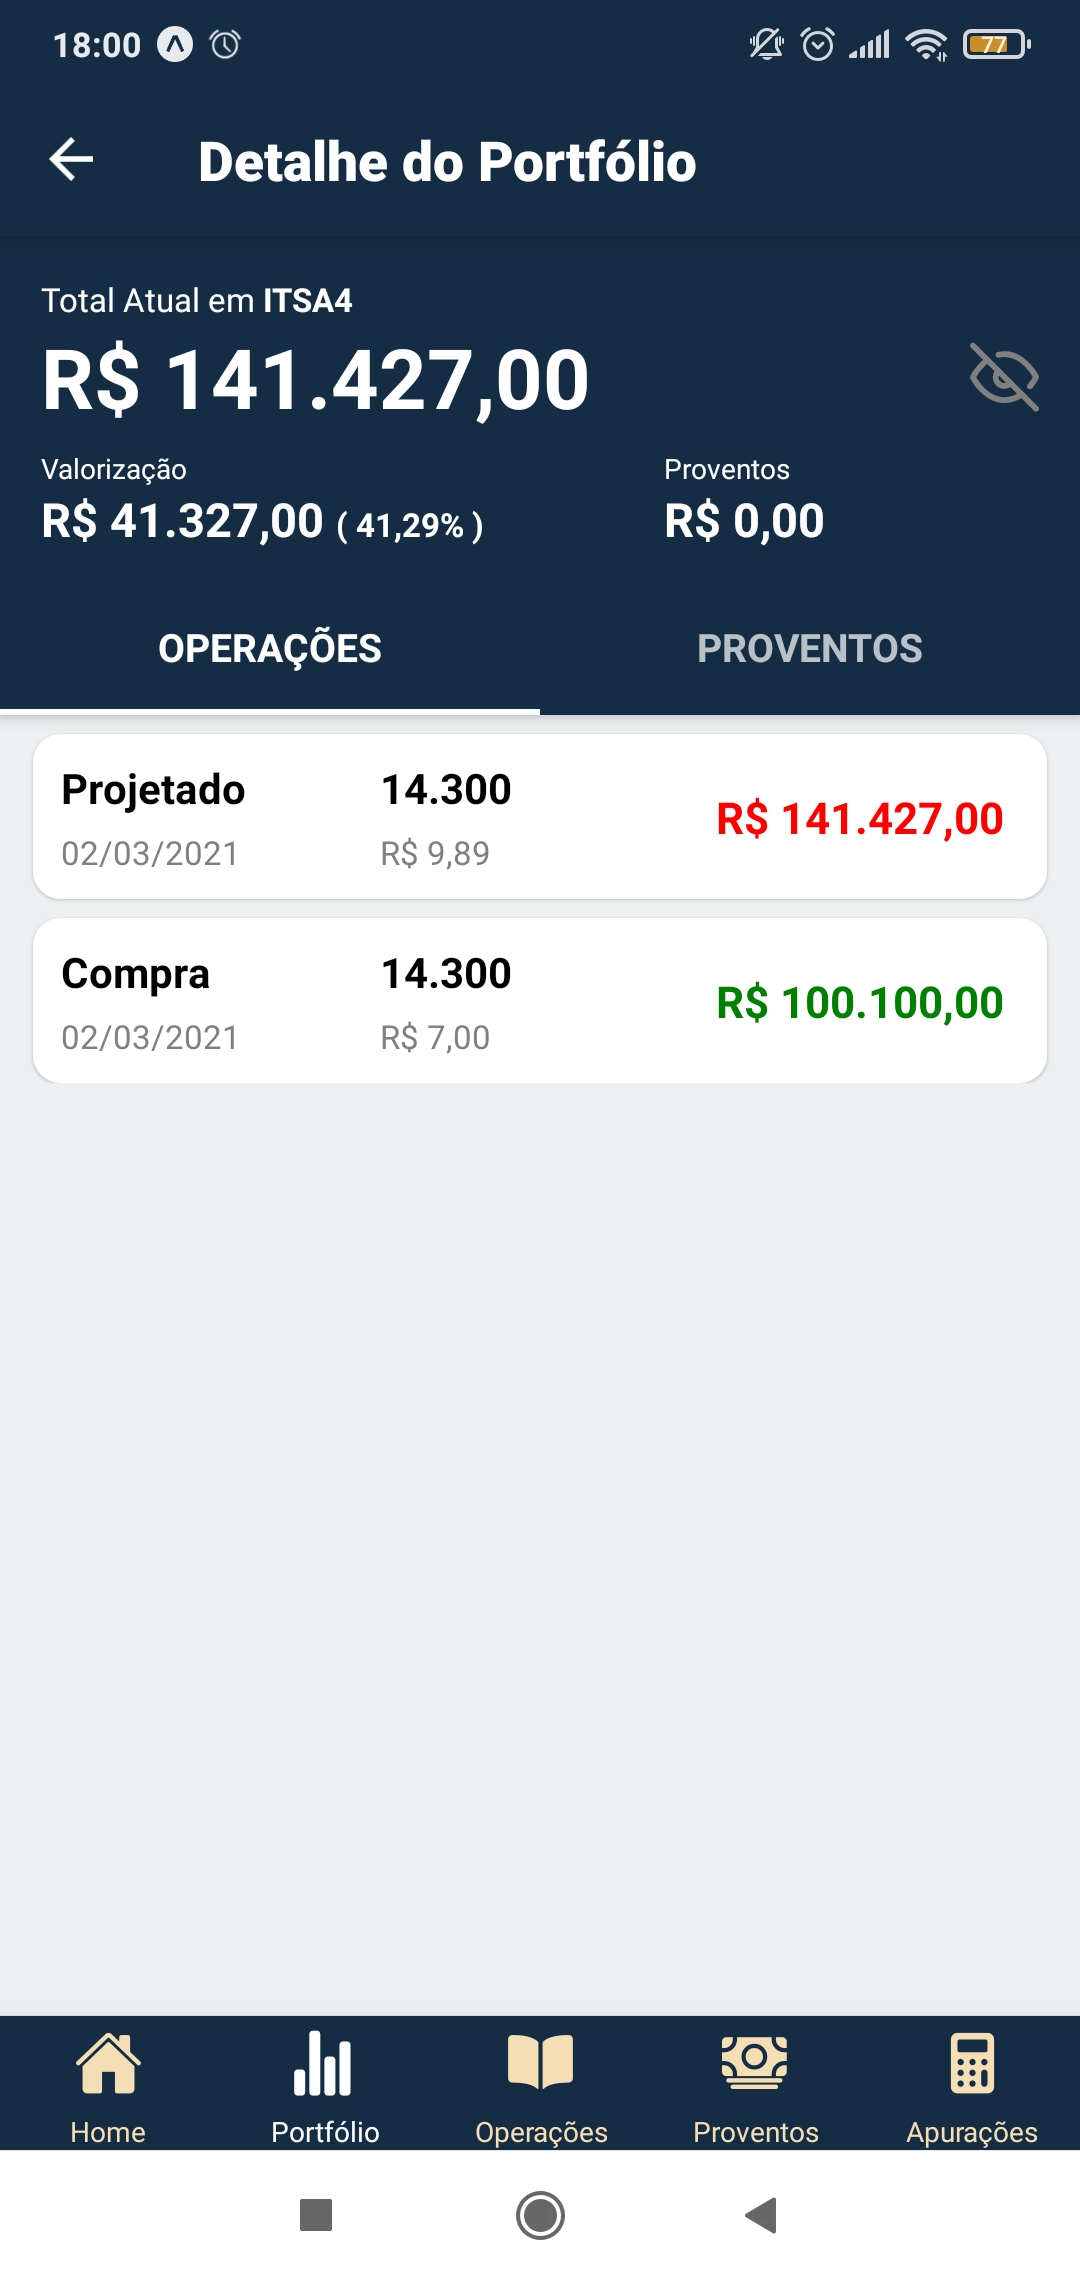 18:00
77
Detalhe do Portfólio
Total Atual em ITSA4
R$ 141.427,00
Valorização
Proventos
R$ 41.327,00 ( 41,29% )
R$ 0,00
OPERAÇÕES
PROVENTOS
Projetado
14.300
R$ 141.427,00
02/03/2021
R$ 9,89
Compra
14.300
R$ 100.100,00
02/03/2021
R$ 7,00
Home
Portfólio
Operações
Proventos
Apurações